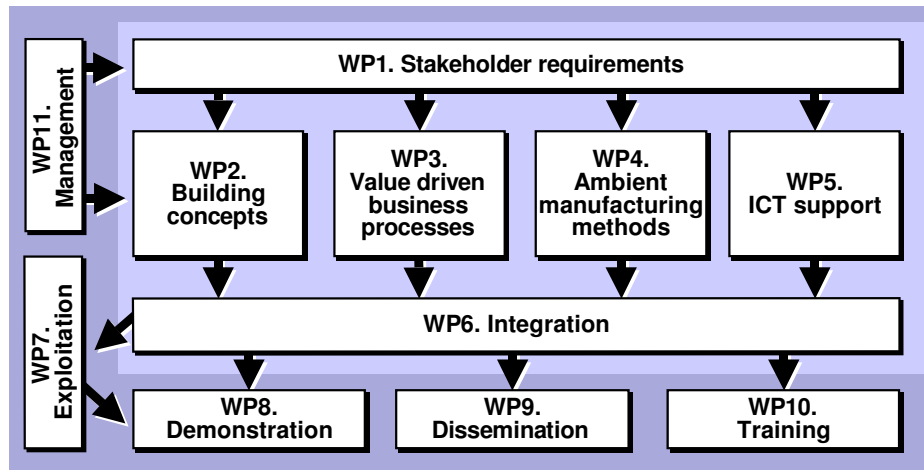 WP1. Stakeholder requirements
WP11.
Management
WP2.
Building
concepts
WP3.
Value driven
business
processes
WP4.
Ambient
manufacturing
methods
WP5.
ICT support
WP6. Integration
WP7.
Exploitation
WP8.
Demonstration
WP9.
Dissemination
WP10.
Training